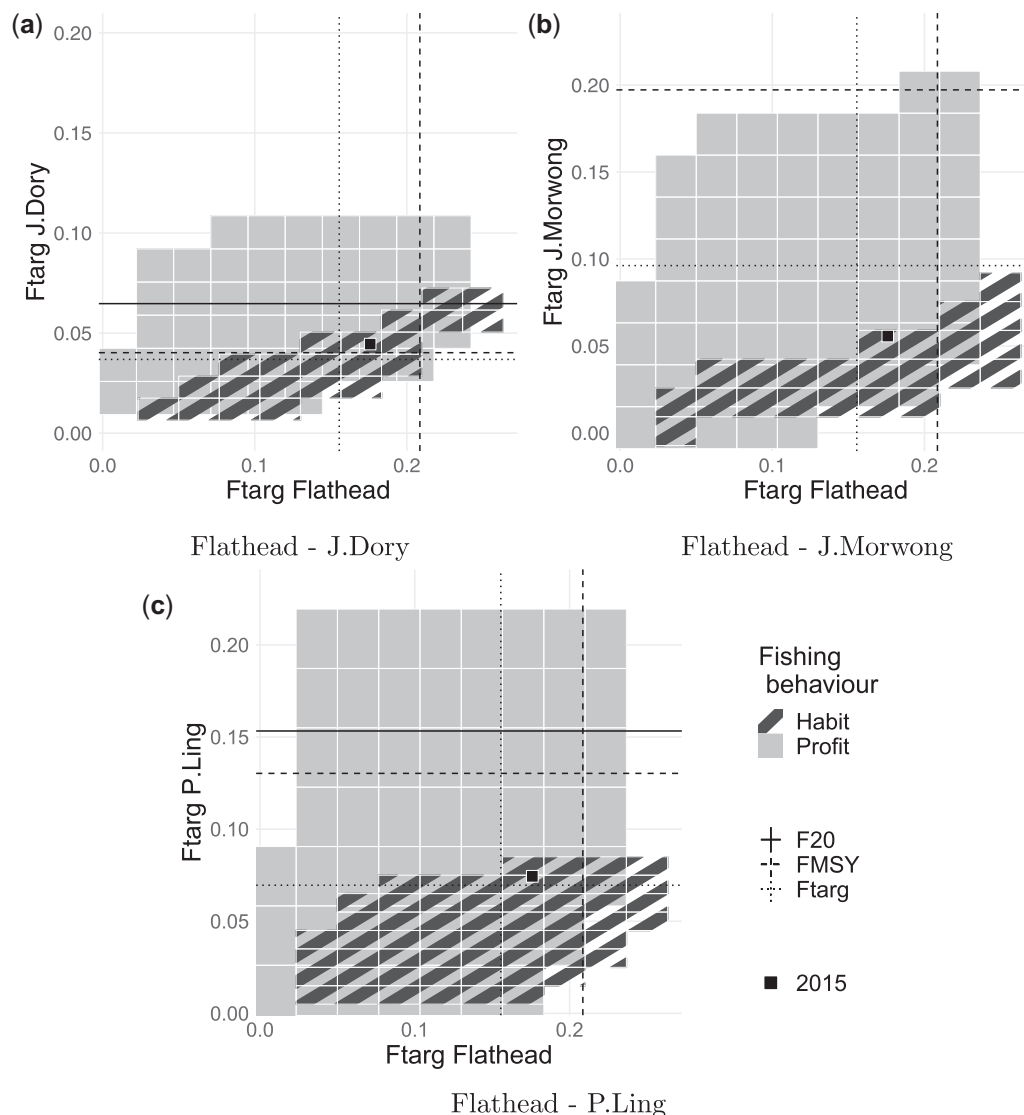 (a)
0.20
0.15
0.10
0.05
0.00
Ftarg J.Dory
0.0 0.1 0.2
Ftarg Flathead
Flathead - J.Dory
(b)
0.20
0.15
0.10
0.05
0.00
Ftarg J.Morwong
0.0 0.1 0.2
Ftarg Flathead
Flathead - J.Morwong
(c)
0.20
0.15
0.10
0.05
0.00
Ftarg P.Ling
0.0 0.1 0.2
Ftarg Flathead
Flathead - P.Ling
Fishing
behaviour
Habit
Profit
F20
FMSY
Ftarg
2015